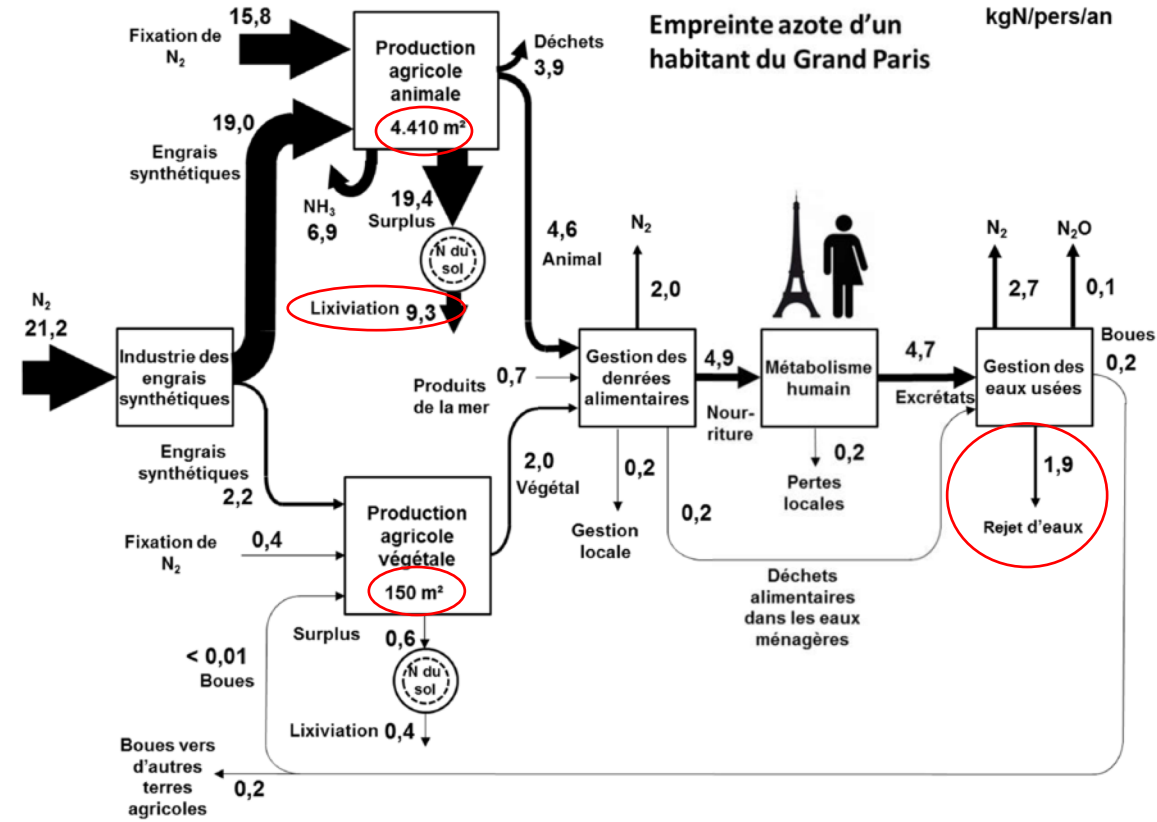 Empreinte azote d’un
habitant du Grand Paris
kgN/pers/an
15,8
Fixation de
N2
19,0
Engrais
synthétiques
Production
agricole
animale
4.410 m²
Déchets
3,9
NH3
6,9
19,4
Surplus
N du
sol
Lixiviation 9,3
4,6
Animal
N2
21,2
Industrie des
engrais
synthétiques
Engrais
synthétiques
2,2
Fixation de
N2
0,4
Production
agricole
végétale
150 m²
Surplus
0,6
N du
sol
Lixiviation 0,4
< 0,01
Boues
Boues vers
d’autres
terres
agricoles
0,2
Produits
de la mer
0,7
2,0
Végétal
N2
2,0
Gestion des
denrées
alimentaires
0,2
Gestion
locale
0,2
Déchets
alimentaires
dans les eaux
ménagères
4,9
Nour-
riture
Métabolisme
humain
0,2
Pertes
locales
4,7
Excrétats
N2
2,7
N2O
0,1
Gestion des
eaux usées
Boues
0,2
1,9
Rejet d’eaux